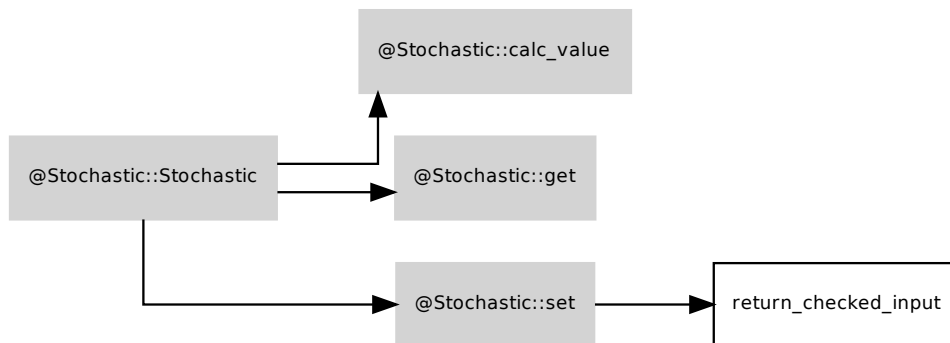 @Stochastic::calc_value
@Stochastic::Stochastic
@Stochastic::get
@Stochastic::set
return_checked_input